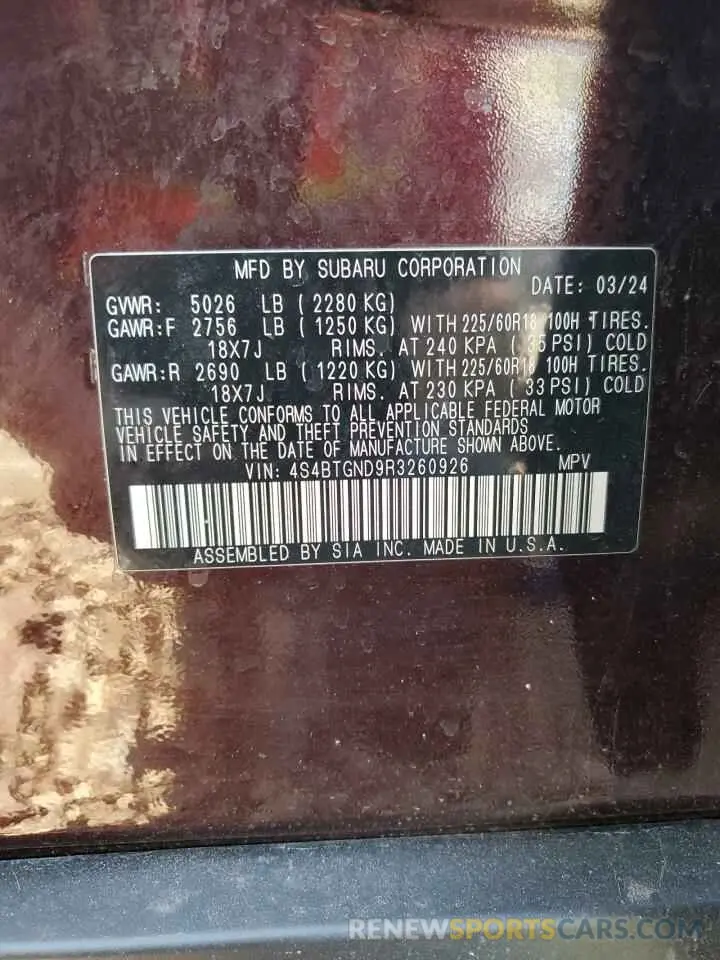 MFD BY SUBARU CORPORATION
DATE: 03/24
GVWR: 5026 LB ( 2280 KG)
GAWR:F 2756 LB ( 1250 KG) WITH 225/60R18 100H TIRES.
18X7J RIMS. AT 240 KPA ( 35 PSI) COLD
GAWR:R 2690 LB ( 1220 KG) WITH 225/60R18 100H TIRES.
18X7J RIMS. AT 230 KPA ( 33 PSI) COLD
THIS VEHICLE CONFORMS TO ALL APPLICABLE FEDERAL MOTOR
VEHICLE SAFETY AND THEFT PREVENTION STANDARDS
IN EFFECT ON THE DATE OF MANUFACTURE SHOWN ABOVE.
VIN: 4S4BTGND9R3260926 MPV
ASSEMBLED BY SIA INC. MADE IN U.S.A.
RENEWSPORTSCARS.COM